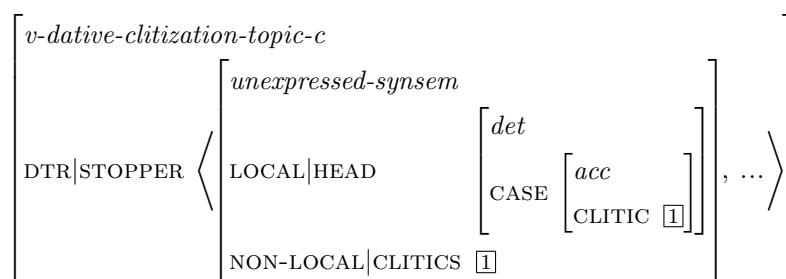 v-dative-clitization-topic-c
unexpressed-synsem
det
DTR|STOPPER ⟨ LOCAL|HEAD CASE acc , ... ⟩
CLITIC 1
NON-LOCAL|CLITICS 1